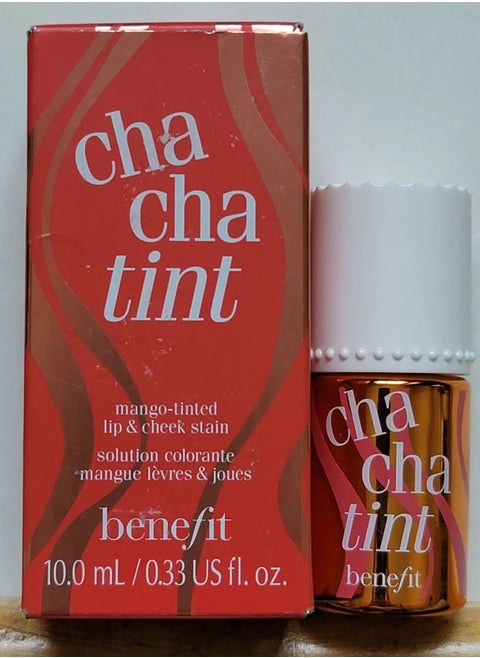 cha
cha
tint
mango-tinted
lip & cheek stain
solution colorante
mangue lèvres & joues
benefit
10.0 mL / 0.33 US fl. oz.
cha
cha
tint
benefit